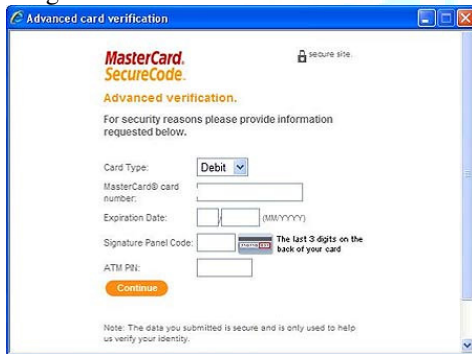 Advanced card verification
MasterCard.
SecureCode.
secure site.
Advanced verification.
For security reasons please provide information
requested below.
Card Type: Debit
MasterCard® card
number:
Expiration Date: / (MM/YYYY)
Signature Panel Code: The last 3 digits on the
back of your card
ATM PIN:
Continue
Note: The data you submitted is secure and is only used to help
us verify your identity.